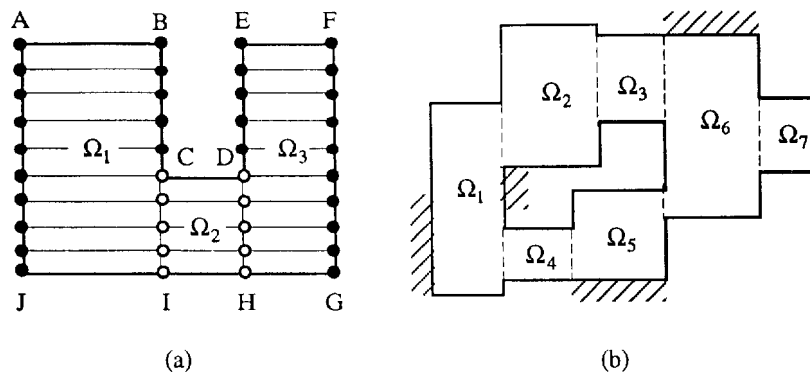 A B E F
Ω₁ C D Ω₃
Ω₂
J I H G
(a)
Ω₂ Ω₃
Ω₆ Ω₇
Ω₁
Ω₄ Ω₅
(b)